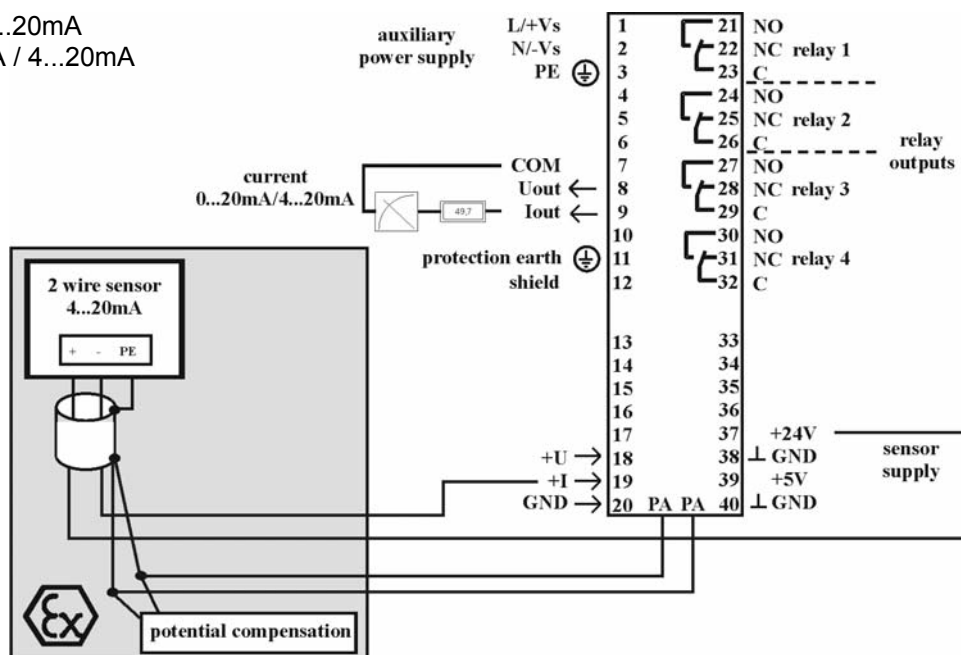 ...20mA
A / 4...20mA
auxiliary
power supply
L/+Vs
N/-Vs
PE
current
0...20mA/4...20mA
COM
Uout
Iout
49,7
protection earth
shield
2 wire sensor
4...20mA
+ - PE
+U
+I
GND
1
2
3
4
5
6
7
8
9
10
11
12
13
14
15
16
17
18
19
20
PA PA
21 NO
22 NC relay 1
23 C
24 NO
25 NC relay 2
26 C
27 NO
28 NC relay 3
29 C
30 NO
31 NC relay 4
32 C
33
34
35
36
37 +24V
38 GND
39 +5V
40 GND
relay
outputs
sensor
supply
εx
potential compensation